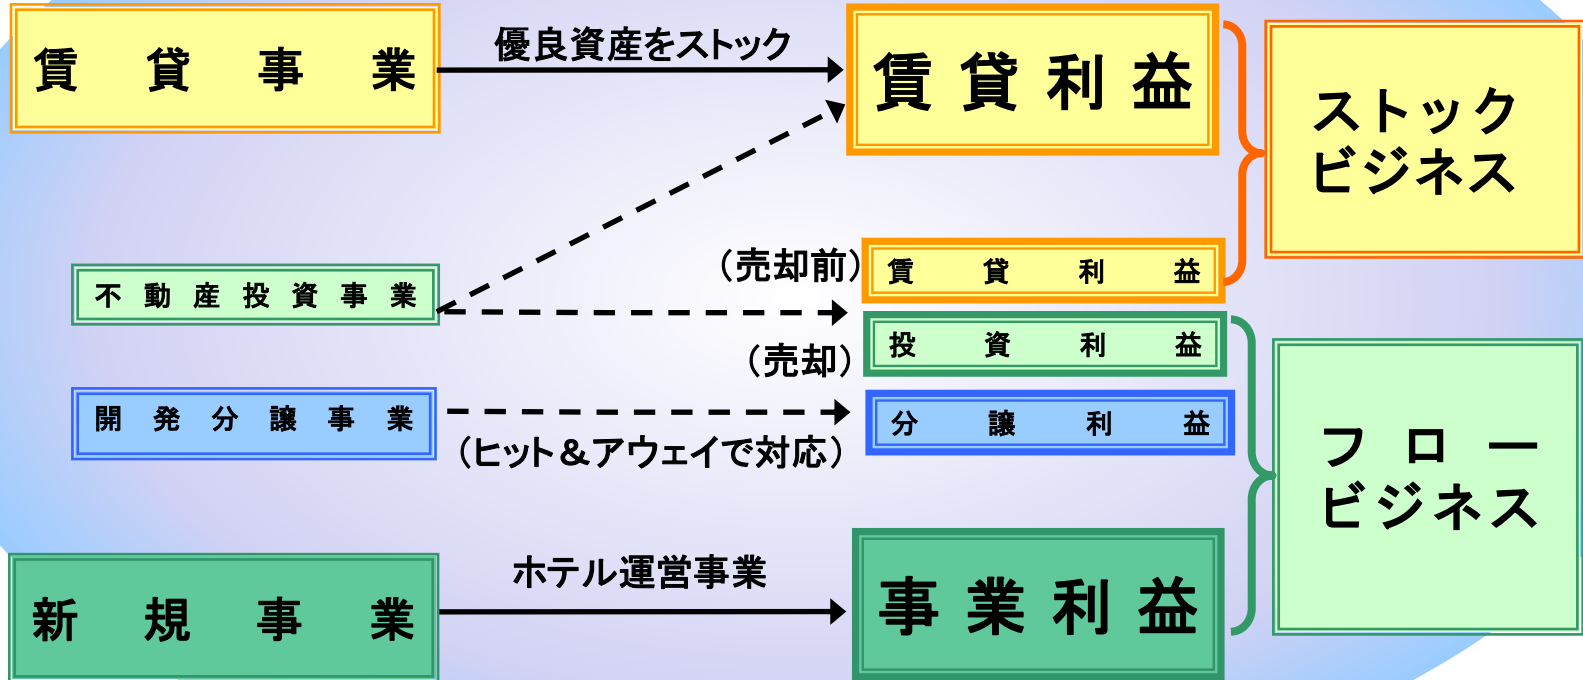 賃貸事業
優良資産をストック
賃貸利益
ストック
ビジネス
不動産投資事業
（売却前）
賃貸利益
（売却）
投資利益
開発分譲事業
（ヒット＆アウェイで対応）
分譲利益
フロー
ビジネス
新規事業
ホテル運営事業
事業利益